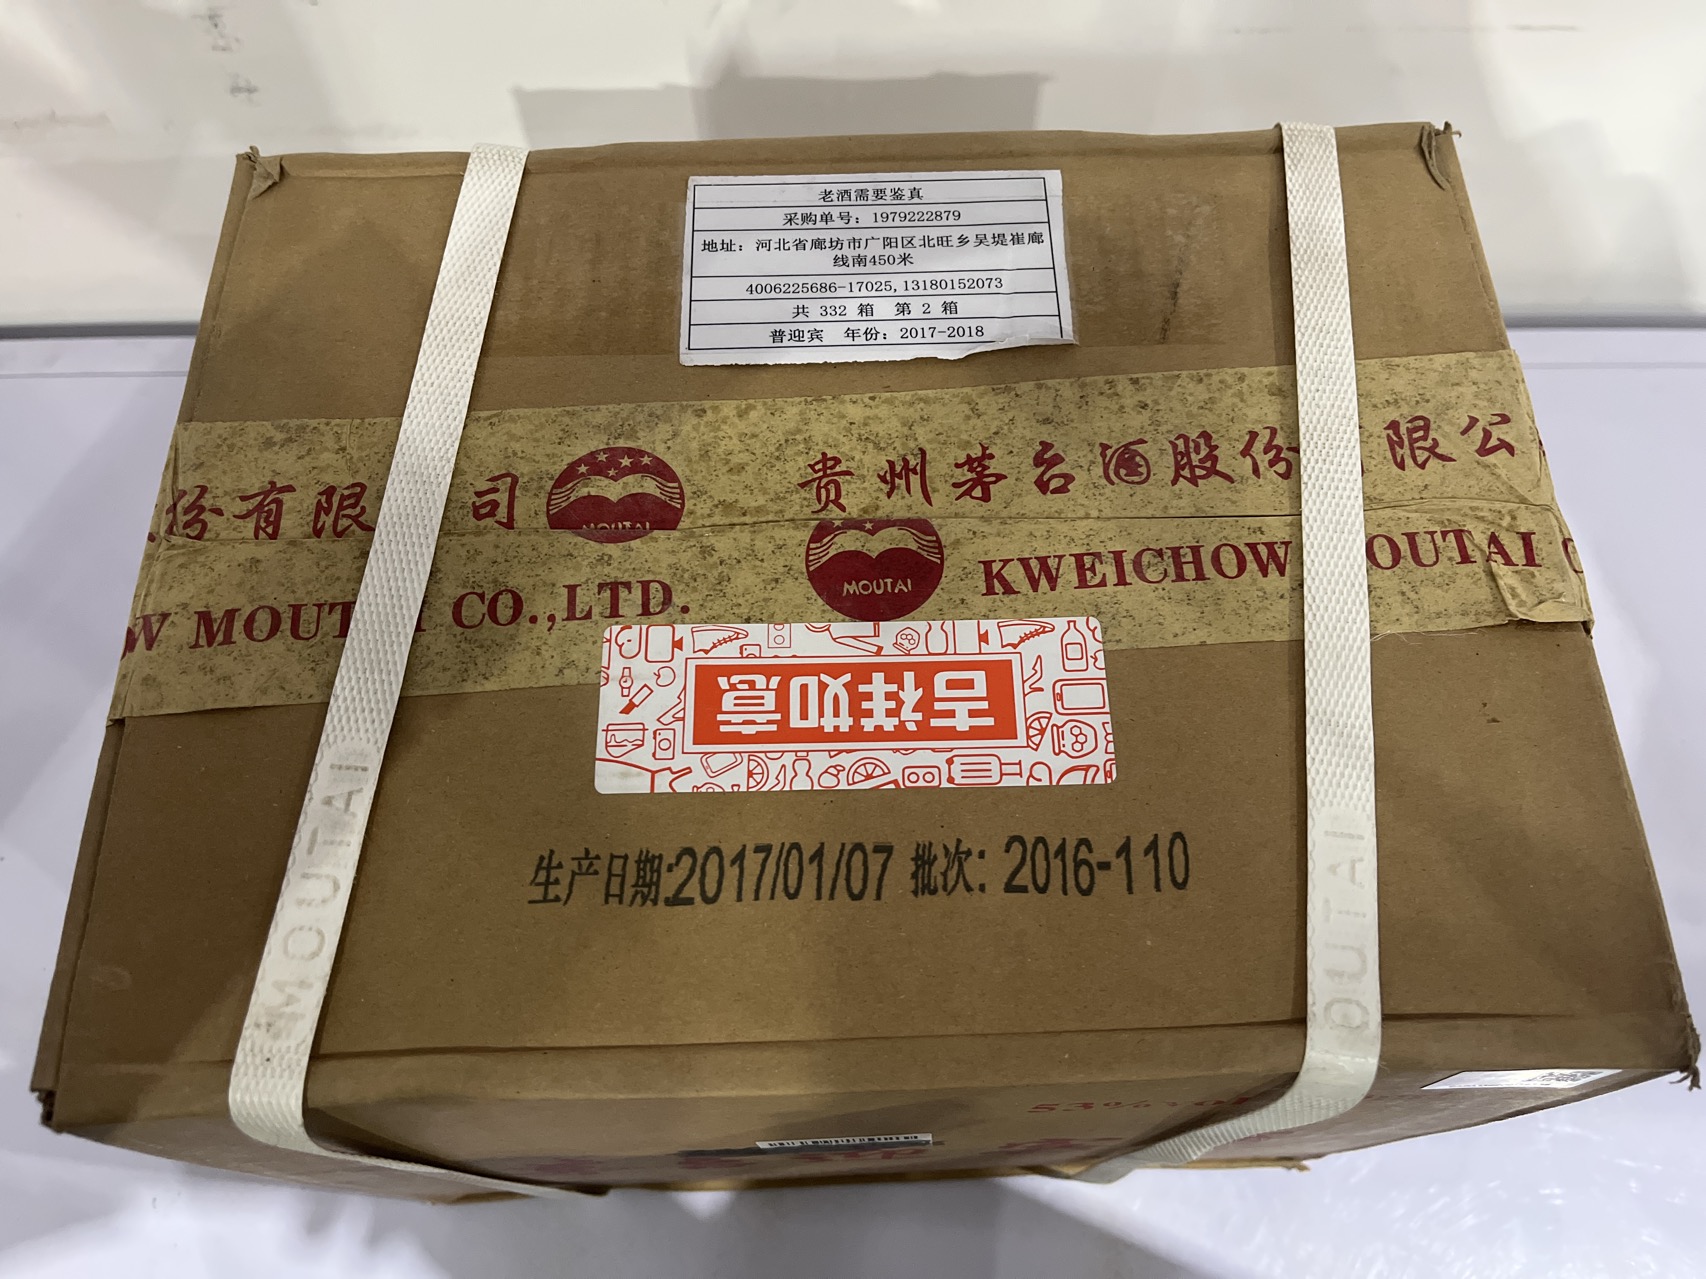 老酒需要鉴真
采购单号：1979222879
地址：河北省廊坊市广阳区北旺乡吴堤崔廊
线南450米
4006225686-17025,13180152073
共 332 箱 第 2 箱
普迎宾 年份：2017-2018
份有限 司 MOUTAI 贵州茅台酒股份 限公
W MOUT CO.,LTD. MOUTAI KWEICHOW OUTAI
吉祥如意
生产日期:2017/01/07 批次：2016-110
MOUTAI
OUTAI
53%vol